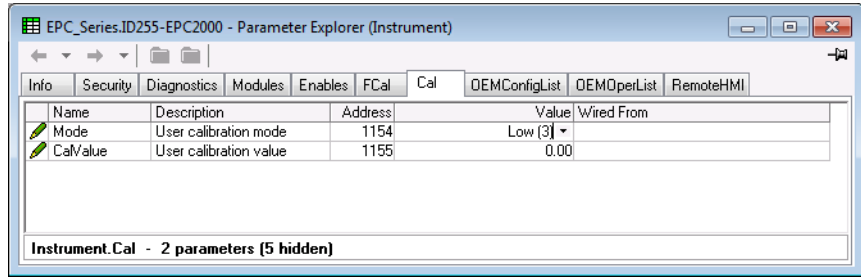 EPC_Series.ID255-EPC2000 - Parameter Explorer (Instrument)
Info Security Diagnostics Modules Enables FCal Cal OEMConfigList OEMOperList RemoteHMI
Name Description Address Value Wired From
Mode User calibration mode 1154 Low (3)
CalValue User calibration value 1155 0.00
Instrument.Cal - 2 parameters (5 hidden)